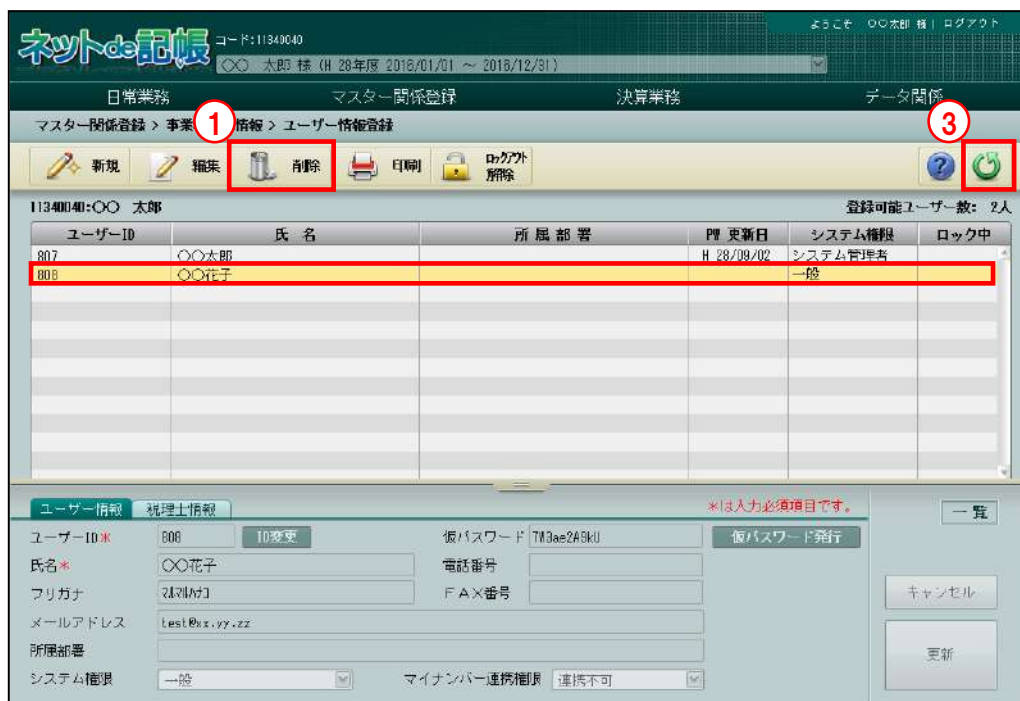 ようこそ 〇〇太郎 様 | ログアウト
ネットde記帳 コード:11340040
〇〇 太郎 様 (H 28年度 2016/01/01 ～ 2016/12/31)
日常業務 マスター関係登録 決算業務 データ関係
マスター関係登録 > 事業 ① 情報 > ユーザー情報登録 ③
新規 編集 削除 印刷 ログアウト解除 ?
11340040:〇〇 太郎 登録可能ユーザー数: 2人
ユーザーID 氏 名 所 属 部 署 PW 更新日 システム権限 ロック中
807 〇〇太郎 H 28/09/02 システム管理者
808 〇〇花子 一般
ユーザー情報 税理士情報 *は入力必須項目です。 一 覧
ユーザーID* 808 ID変更 仮パスワード 7W3ae2A9kU 仮パスワード発行
氏名* 〇〇花子 電話番号
フリガナ ﾏﾙﾏﾙﾊﾅｺ FAX番号 キャンセル
メールアドレス test@xx.yy.zz
所属部署 更新
システム権限 一般 マイナンバー連携権限 連携不可